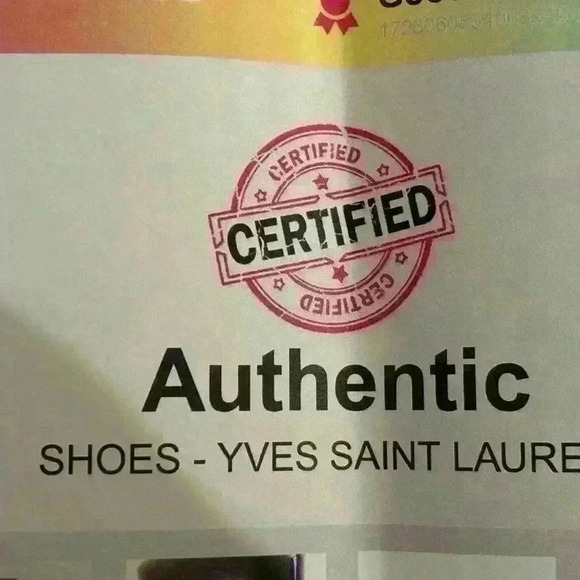 CERTIFIED
CERTIFIED
CERTIFIED
Authentic
SHOES - YVES SAINT LAURE